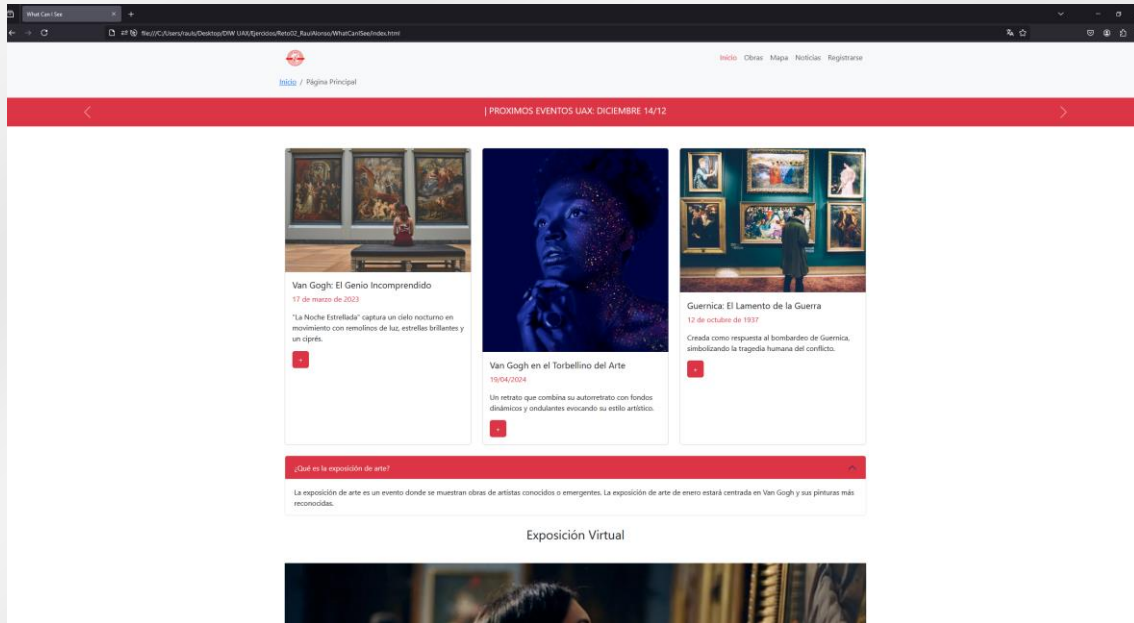 What Can I See
file:///C:/Users/rauls/Desktop/DIW UAX/Ejercicios/Reto02_RaulAlonso/WhatCanISee/index.html
Inicio Obras Mapa Noticias Registrarse
Inicio / Página Principal
| PROXIMOS EVENTOS UAX: DICIEMBRE 14/12
Van Gogh: El Genio Incomprendido
17 de marzo de 2023
"La Noche Estrellada" captura un cielo nocturno en
movimiento con remolinos de luz, estrellas brillantes y
un ciprés.
+
Van Gogh en el Torbellino del Arte
19/04/2024
Un retrato que combina su autorretrato con fondos
dinámicos y ondulantes evocando su estilo artístico.
+
Guernica: El Lamento de la Guerra
12 de octubre de 1937
Creada como respuesta al bombardeo de Guernica,
simbolizando la tragedia humana del conflicto.
+
¿Qué es la exposición de arte?
La exposición de arte es un evento donde se muestran obras de artistas conocidos o emergentes. La exposición de arte de enero estará centrada en Van Gogh y sus pinturas más
reconocidas.
Exposición Virtual